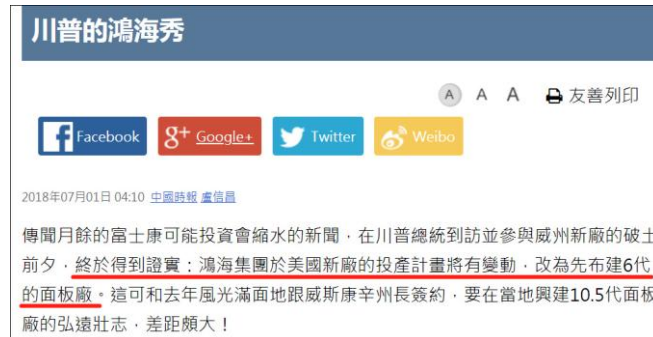 川普的鴻海秀
A A A 友善列印
Facebook g+ Google+ Twitter Weibo
2018年07月01日 04:10 中國時報 盧信昌
傳聞月餘的富士康可能投資會縮水的新聞，在川普總統到訪並參與威州新廠的破土
前夕，終於得到證實：鴻海集團於美國新廠的投產計畫將有變動，改為先布建6代
的面板廠。這可和去年風光滿面地跟威斯康辛州長簽約，要在當地興建10.5代面板
廠的弘遠壯志，差距頗大！